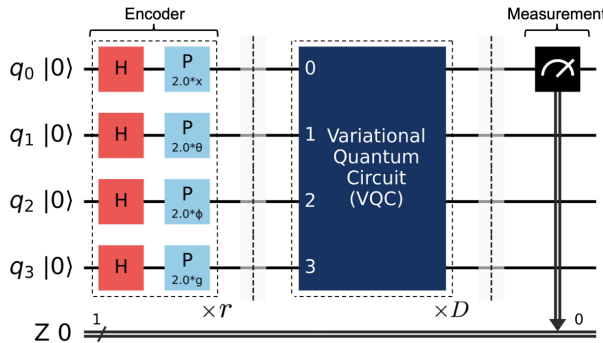 Encoder
Measurement
q0 |0⟩ H P 2.0*x 0
q1 |0⟩ H P 2.0*θ 1
q2 |0⟩ H P 2.0*ϕ 2
q3 |0⟩ H P 2.0*g 3
Variational
Quantum
Circuit
(VQC)
×r
×D
Z 0 1 0